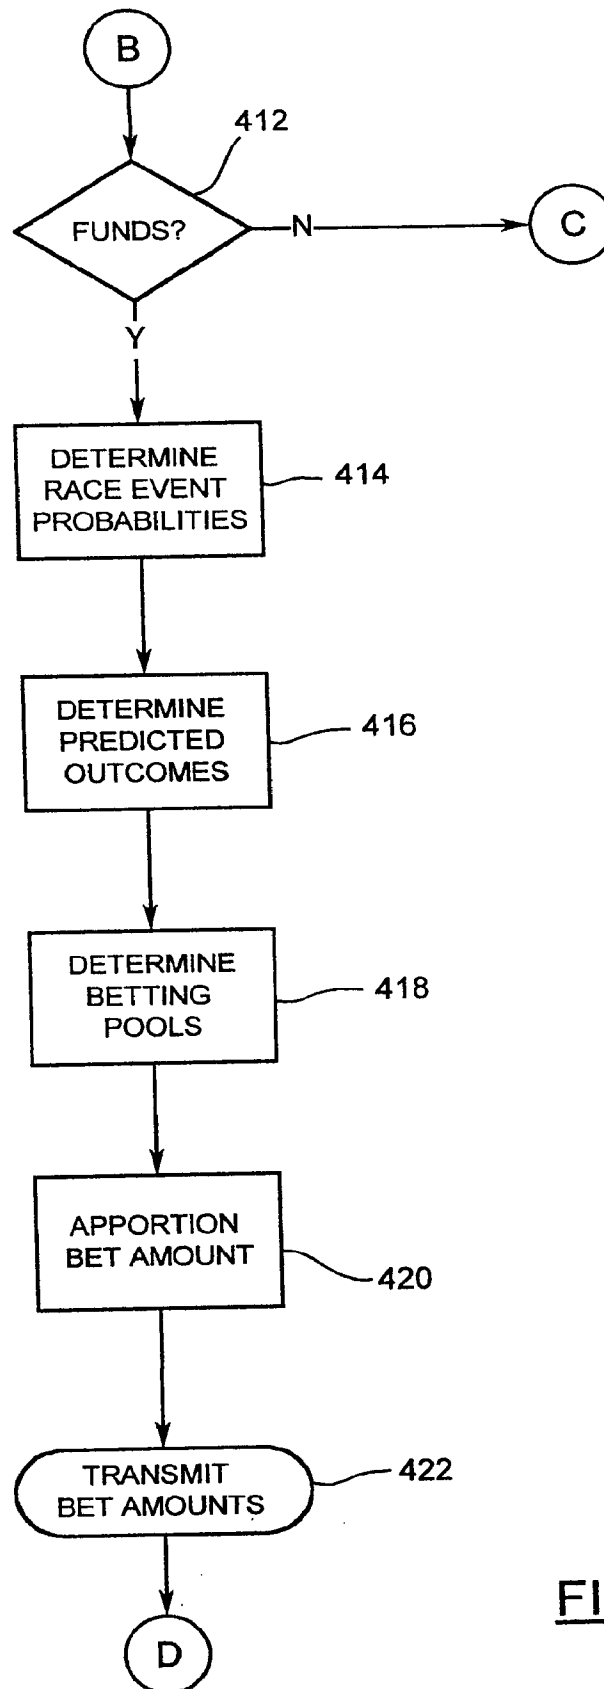 B
412
FUNDS?
N
C
Y
DETERMINE
RACE EVENT
PROBABILITIES
414
DETERMINE
PREDICTED
OUTCOMES
416
DETERMINE
BETTING
POOLS
418
APPORTION
BET AMOUNT
420
TRANSMIT
BET AMOUNTS
422
FI
D